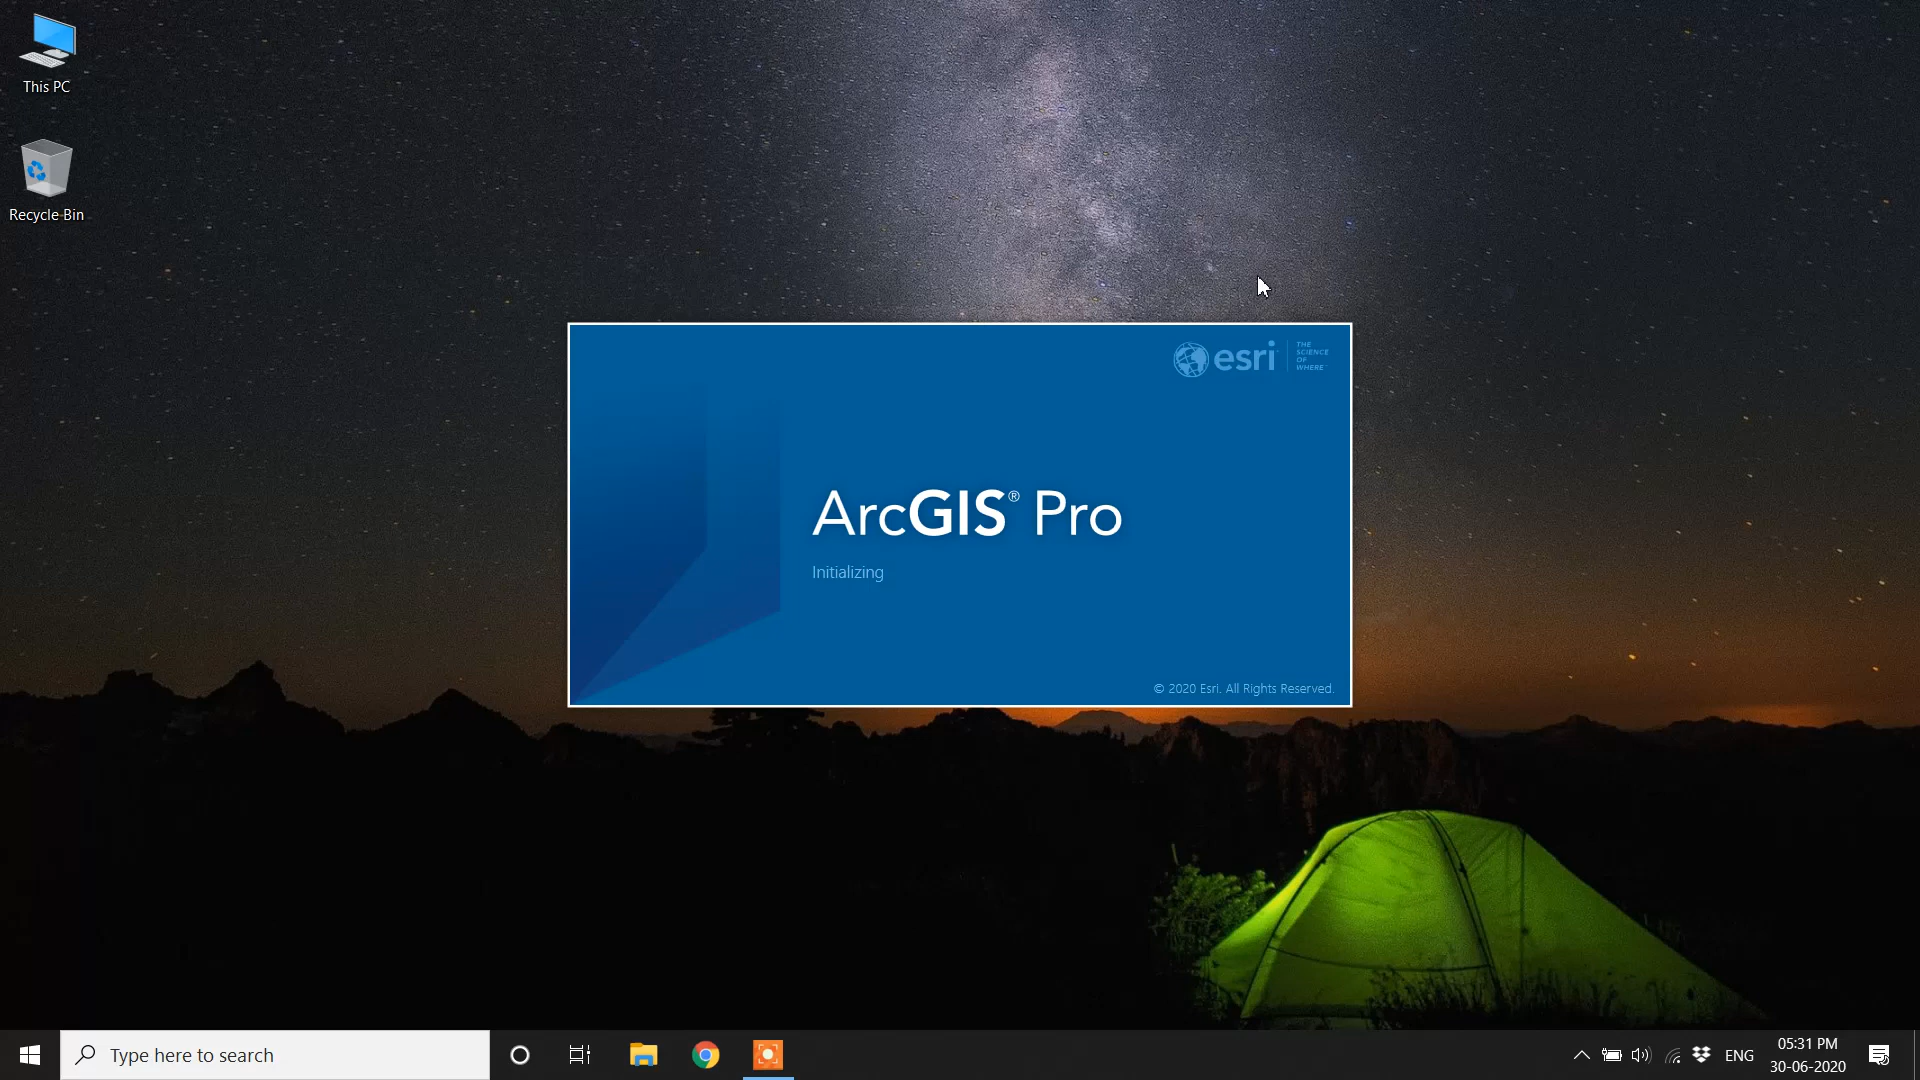 This PC
Recycle Bin
esri
THE
SCIENCE
OF
WHERE™
ArcGIS® Pro
Initializing
© 2020 Esri. All Rights Reserved.
Type here to search
ENG
05:31 PM
30-06-2020